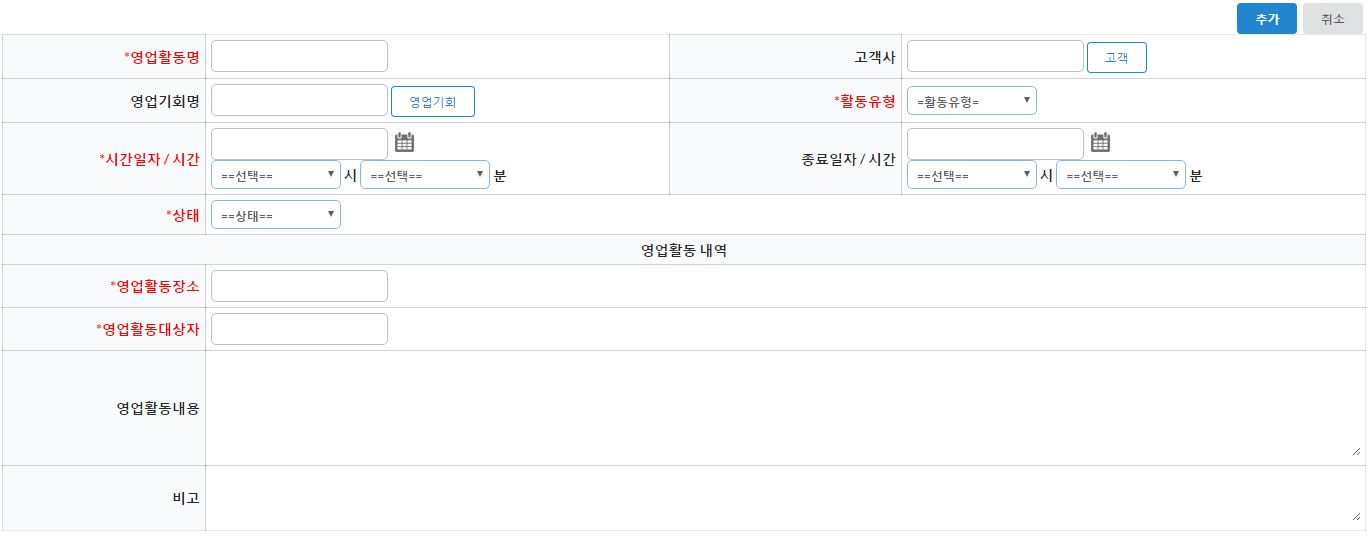 추가 취소
*영업활동명 고객사 고객
영업기회명 영업기회 *활동유형 =활동유형=
*시간일자 / 시간 ==선택== 시 ==선택== 분 종료일자 / 시간 ==선택== 시 ==선택== 분
*상태 ==상태==
영업활동 내역
*영업활동장소
*영업활동대상자
영업활동내용
비고